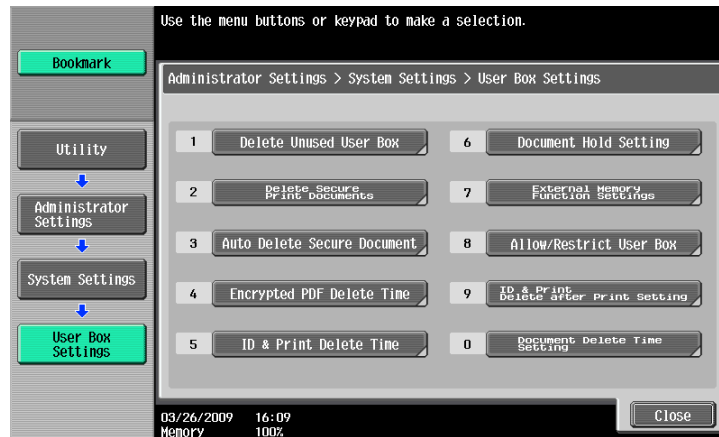 Use the menu buttons or keypad to make a selection.
Bookmark
Administrator Settings > System Settings > User Box Settings
Utility
Administrator
Settings
System Settings
User Box
Settings
1 Delete Unused User Box
2 Delete Secure
Print Documents
3 Auto Delete Secure Document
4 Encrypted PDF Delete Time
5 ID & Print Delete Time
6 Document Hold Setting
7 External Memory
Function Settings
8 Allow/Restrict User Box
9 ID & Print
Delete after Print Setting
0 Document Delete Time
Setting
Close
03/26/2009 16:09
Memory 100%